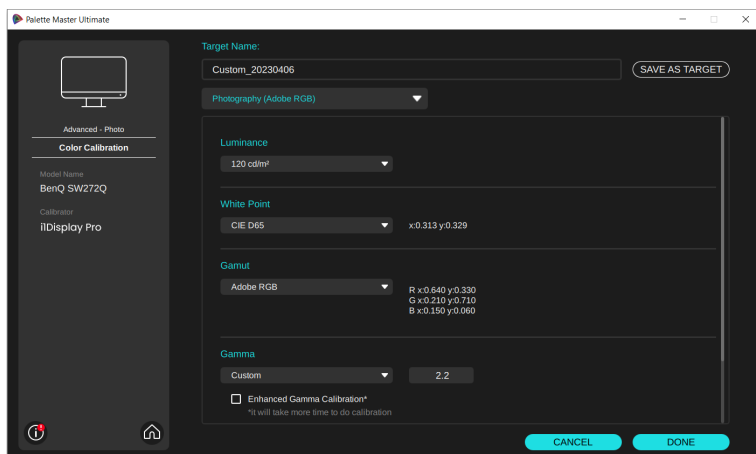 Palette Master Ultimate
Advanced - Photo
Color Calibration
Model Name
BenQ SW272Q
Calibrator
i1Display Pro
Target Name:
Custom_20230406
SAVE AS TARGET
Photography (Adobe RGB)
Luminance
120 cd/m²
White Point
CIE D65
x:0.313 y:0.329
Gamut
Adobe RGB
R x:0.640 y:0.330
G x:0.210 y:0.710
B x:0.150 y:0.060
Gamma
Custom
2.2
Enhanced Gamma Calibration*
*It will take more time to do calibration
CANCEL
DONE